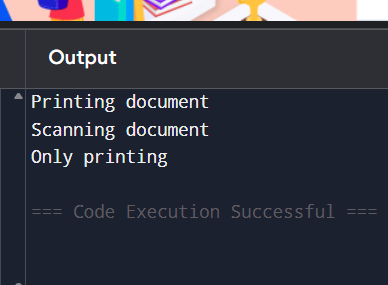 Output
Printing document
Scanning document
Only printing
=== Code Execution Successful ===